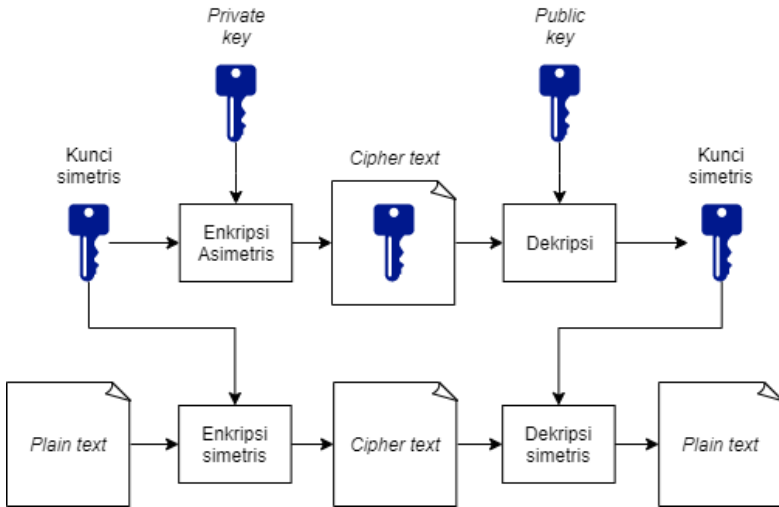 Private
key
Public
key
Kunci
simetris
Cipher text
Kunci
simetris
Enkripsi
Asimetris
Dekripsi
Plain text
Enkripsi
simetris
Cipher text
Dekripsi
simetris
Plain text